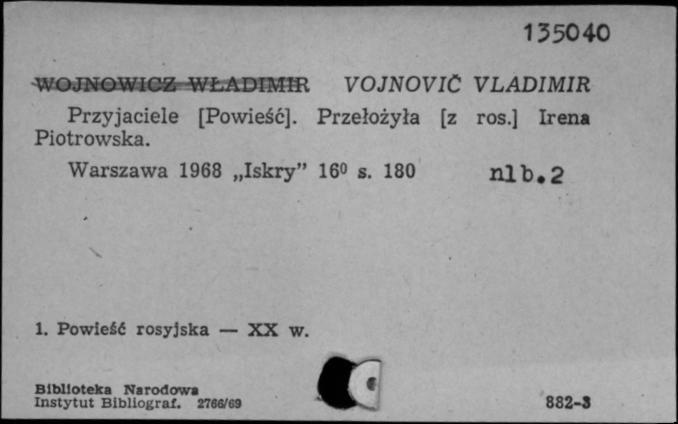 135040
WOJNOWICZ WŁADIMIR VOJNOVIČ VLADIMIR
Przyjaciele [Powieść]. Przełożyła [z ros.] Irena
Piotrowska.
Warszawa 1968 „Iskry” 16⁰ s. 180 nlb.2
1. Powieść rosyjska — XX w.
Biblioteka Narodowa
Instytut Bibliograf. 2766/69 882-3